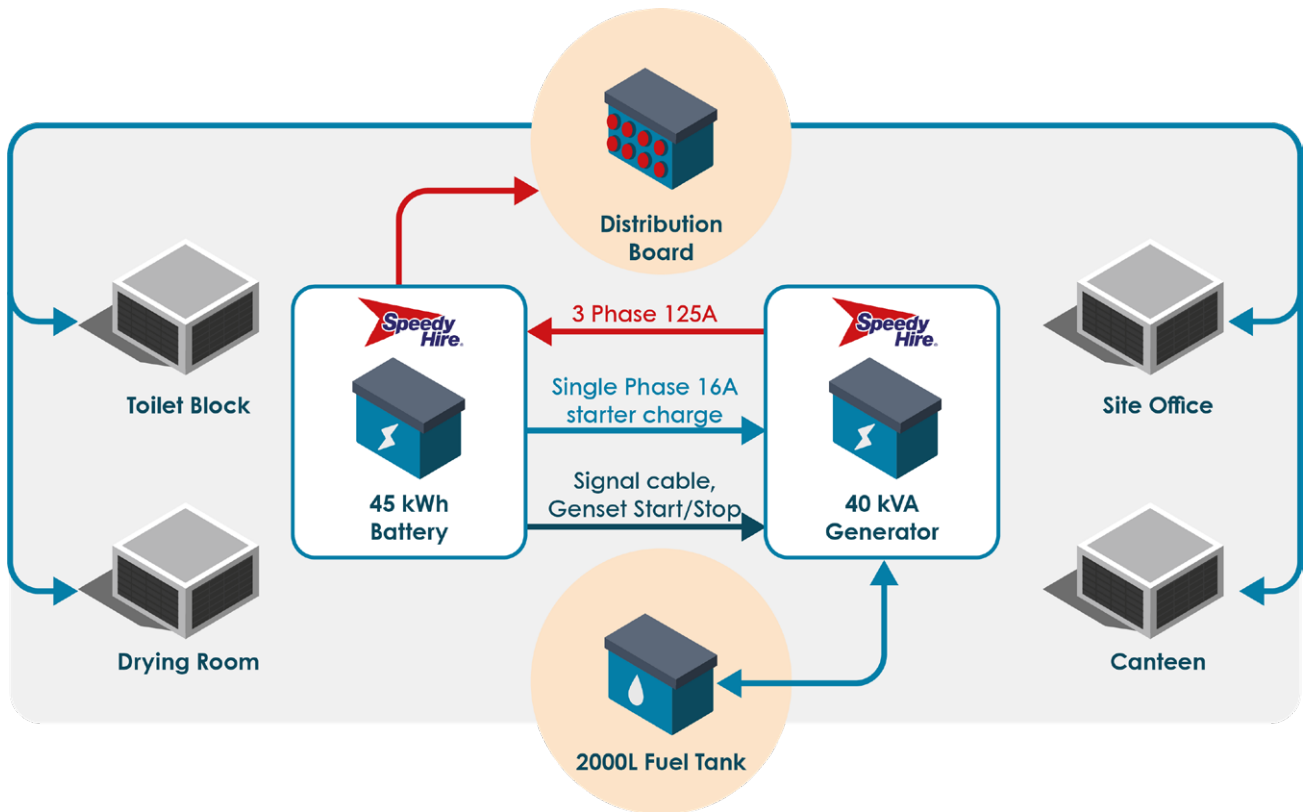 Distribution
Board
Speedy
Hire®
3 Phase 125A
Speedy
Hire®
Single Phase 16A
starter charge
Toilet Block
Site Office
Signal cable,
Genset Start/Stop
45 kWh
Battery
40 kVA
Generator
Drying Room
Canteen
2000L Fuel Tank